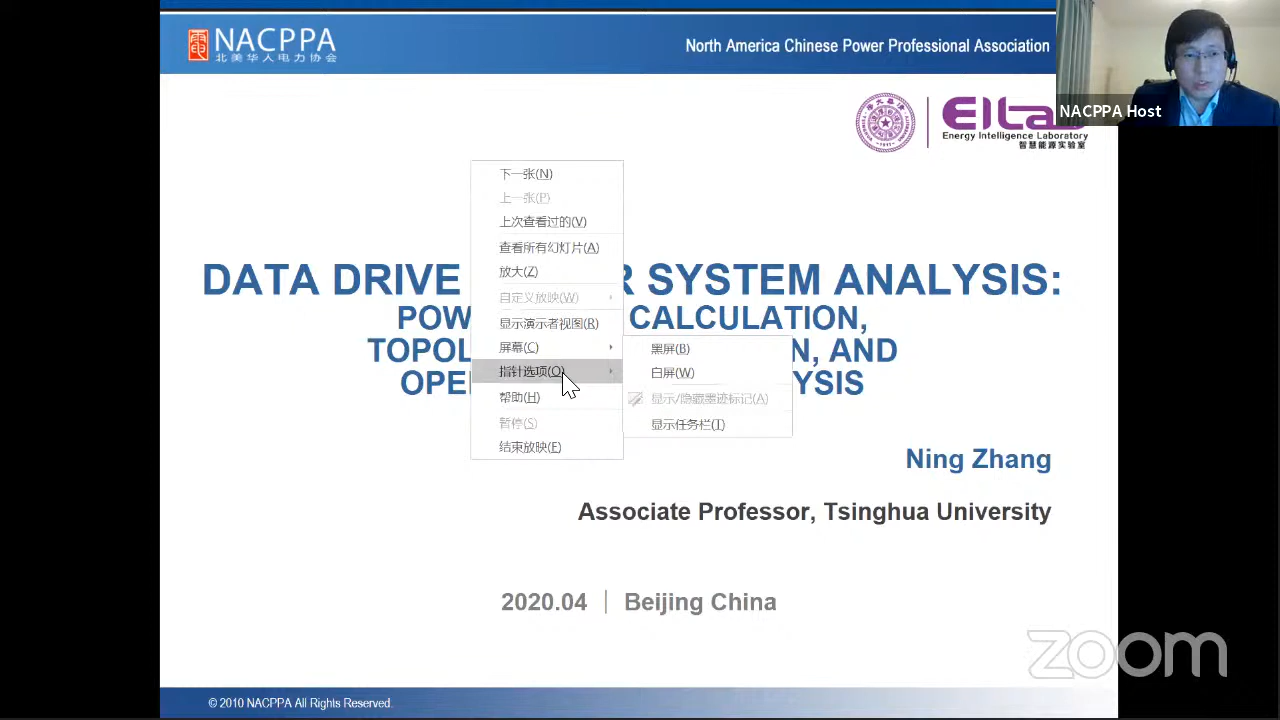 NACPPA
北美华人电力协会
North America Chinese Power Professional Association
NACPPA Host
Energy Intelligence Laboratory
智慧能源实验室
下一张(N)
上一张(P)
上次查看过的(V)
查看所有幻灯片(A)
放大(Z)
自定义放映(W)
显示演示者视图(R)
屏幕(C)
指针选项(O)
帮助(H)
暂停(S)
结束放映(E)
黑屏(B)
白屏(W)
显示/隐藏墨迹标记(A)
显示任务栏(T)
DATA DRIVE R SYSTEM ANALYSIS:
POW CALCULATION,
TOPOL N, AND
OPE YSIS
Ning Zhang
Associate Professor, Tsinghua University
2020.04 | Beijing China
zoom
© 2010 NACPPA All Rights Reserved.